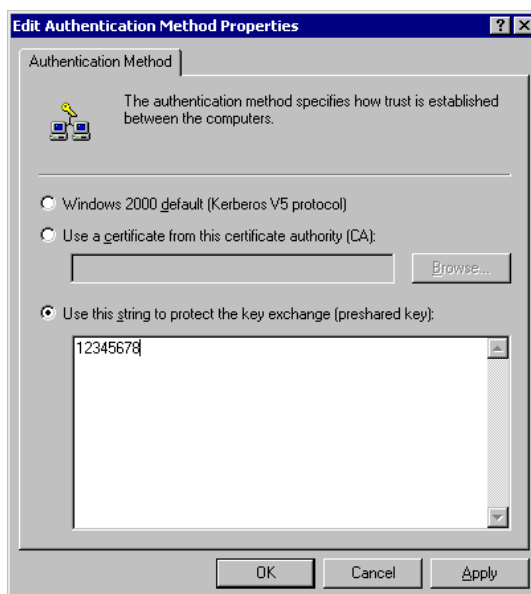 Edit Authentication Method Properties
Authentication Method
The authentication method specifies how trust is established
between the computers.
Windows 2000 default (Kerberos V5 protocol)
Use a certificate from this certificate authority (CA):
Browse...
Use this string to protect the key exchange (preshared key):
12345678
OK Cancel Apply